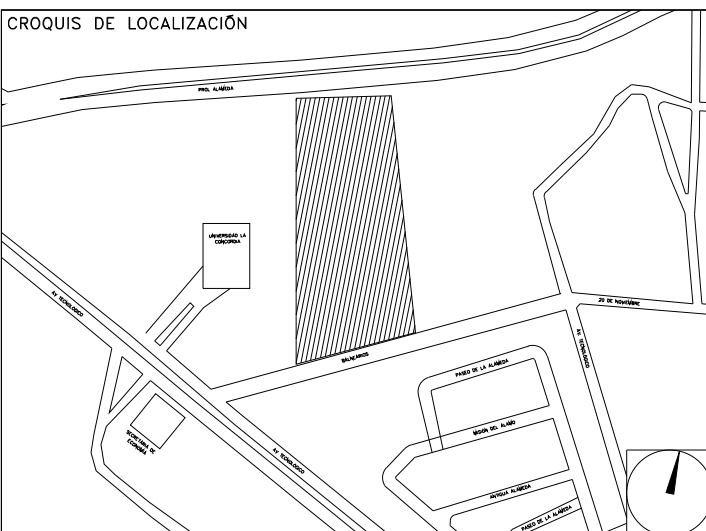 CROQUIS DE LOCALIZACIÓN
PROL ALAMEDA
UNIVERSIDAD LA
CONCORDIA
AV. TECNOLOGICO
20 DE NOVIEMBRE
AV. TECNOLOGICO
BALNEARIOS
PASEO DE LA ALAMEDA
MISION DEL ALAMO
SECRETARIA DE
ECONOMIA
AV. TECNOLOGICO
ANTIGUA ALAMEDA
PASEO DE LA ALAMEDA